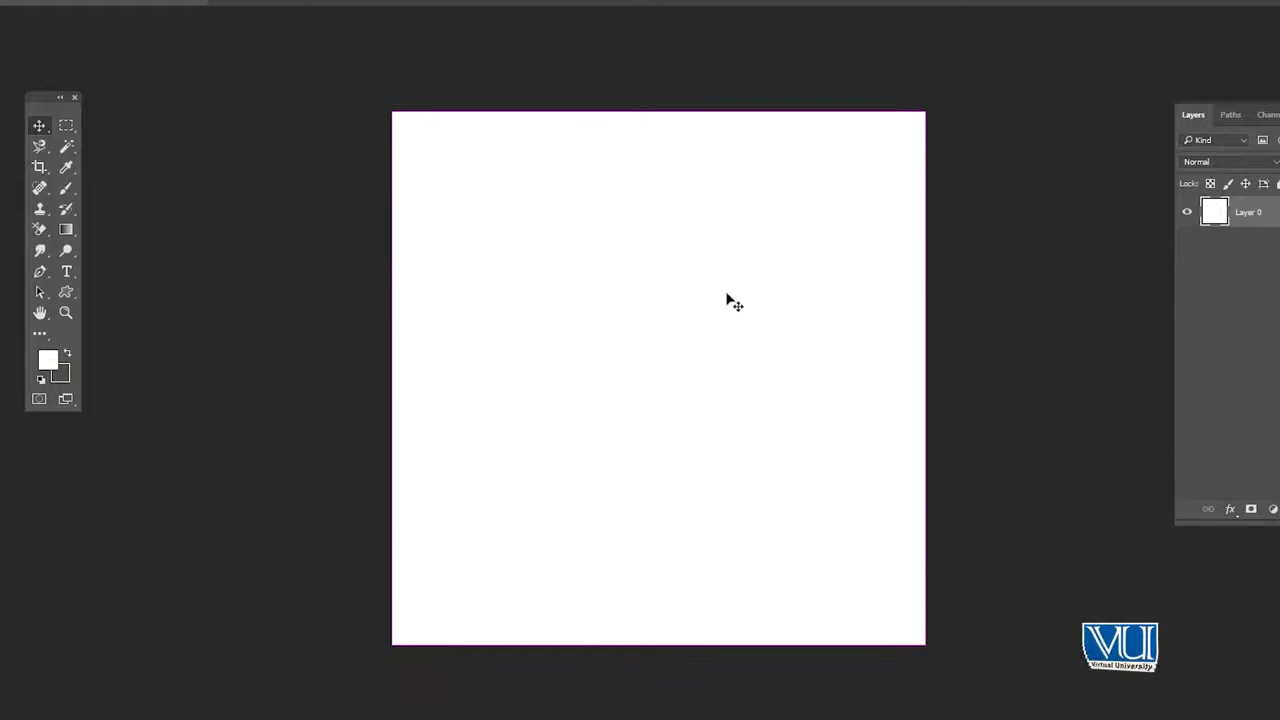 Layers Paths Chann
Kind
Normal
Lock:
Layer 0
fx
T
VU
Virtual University